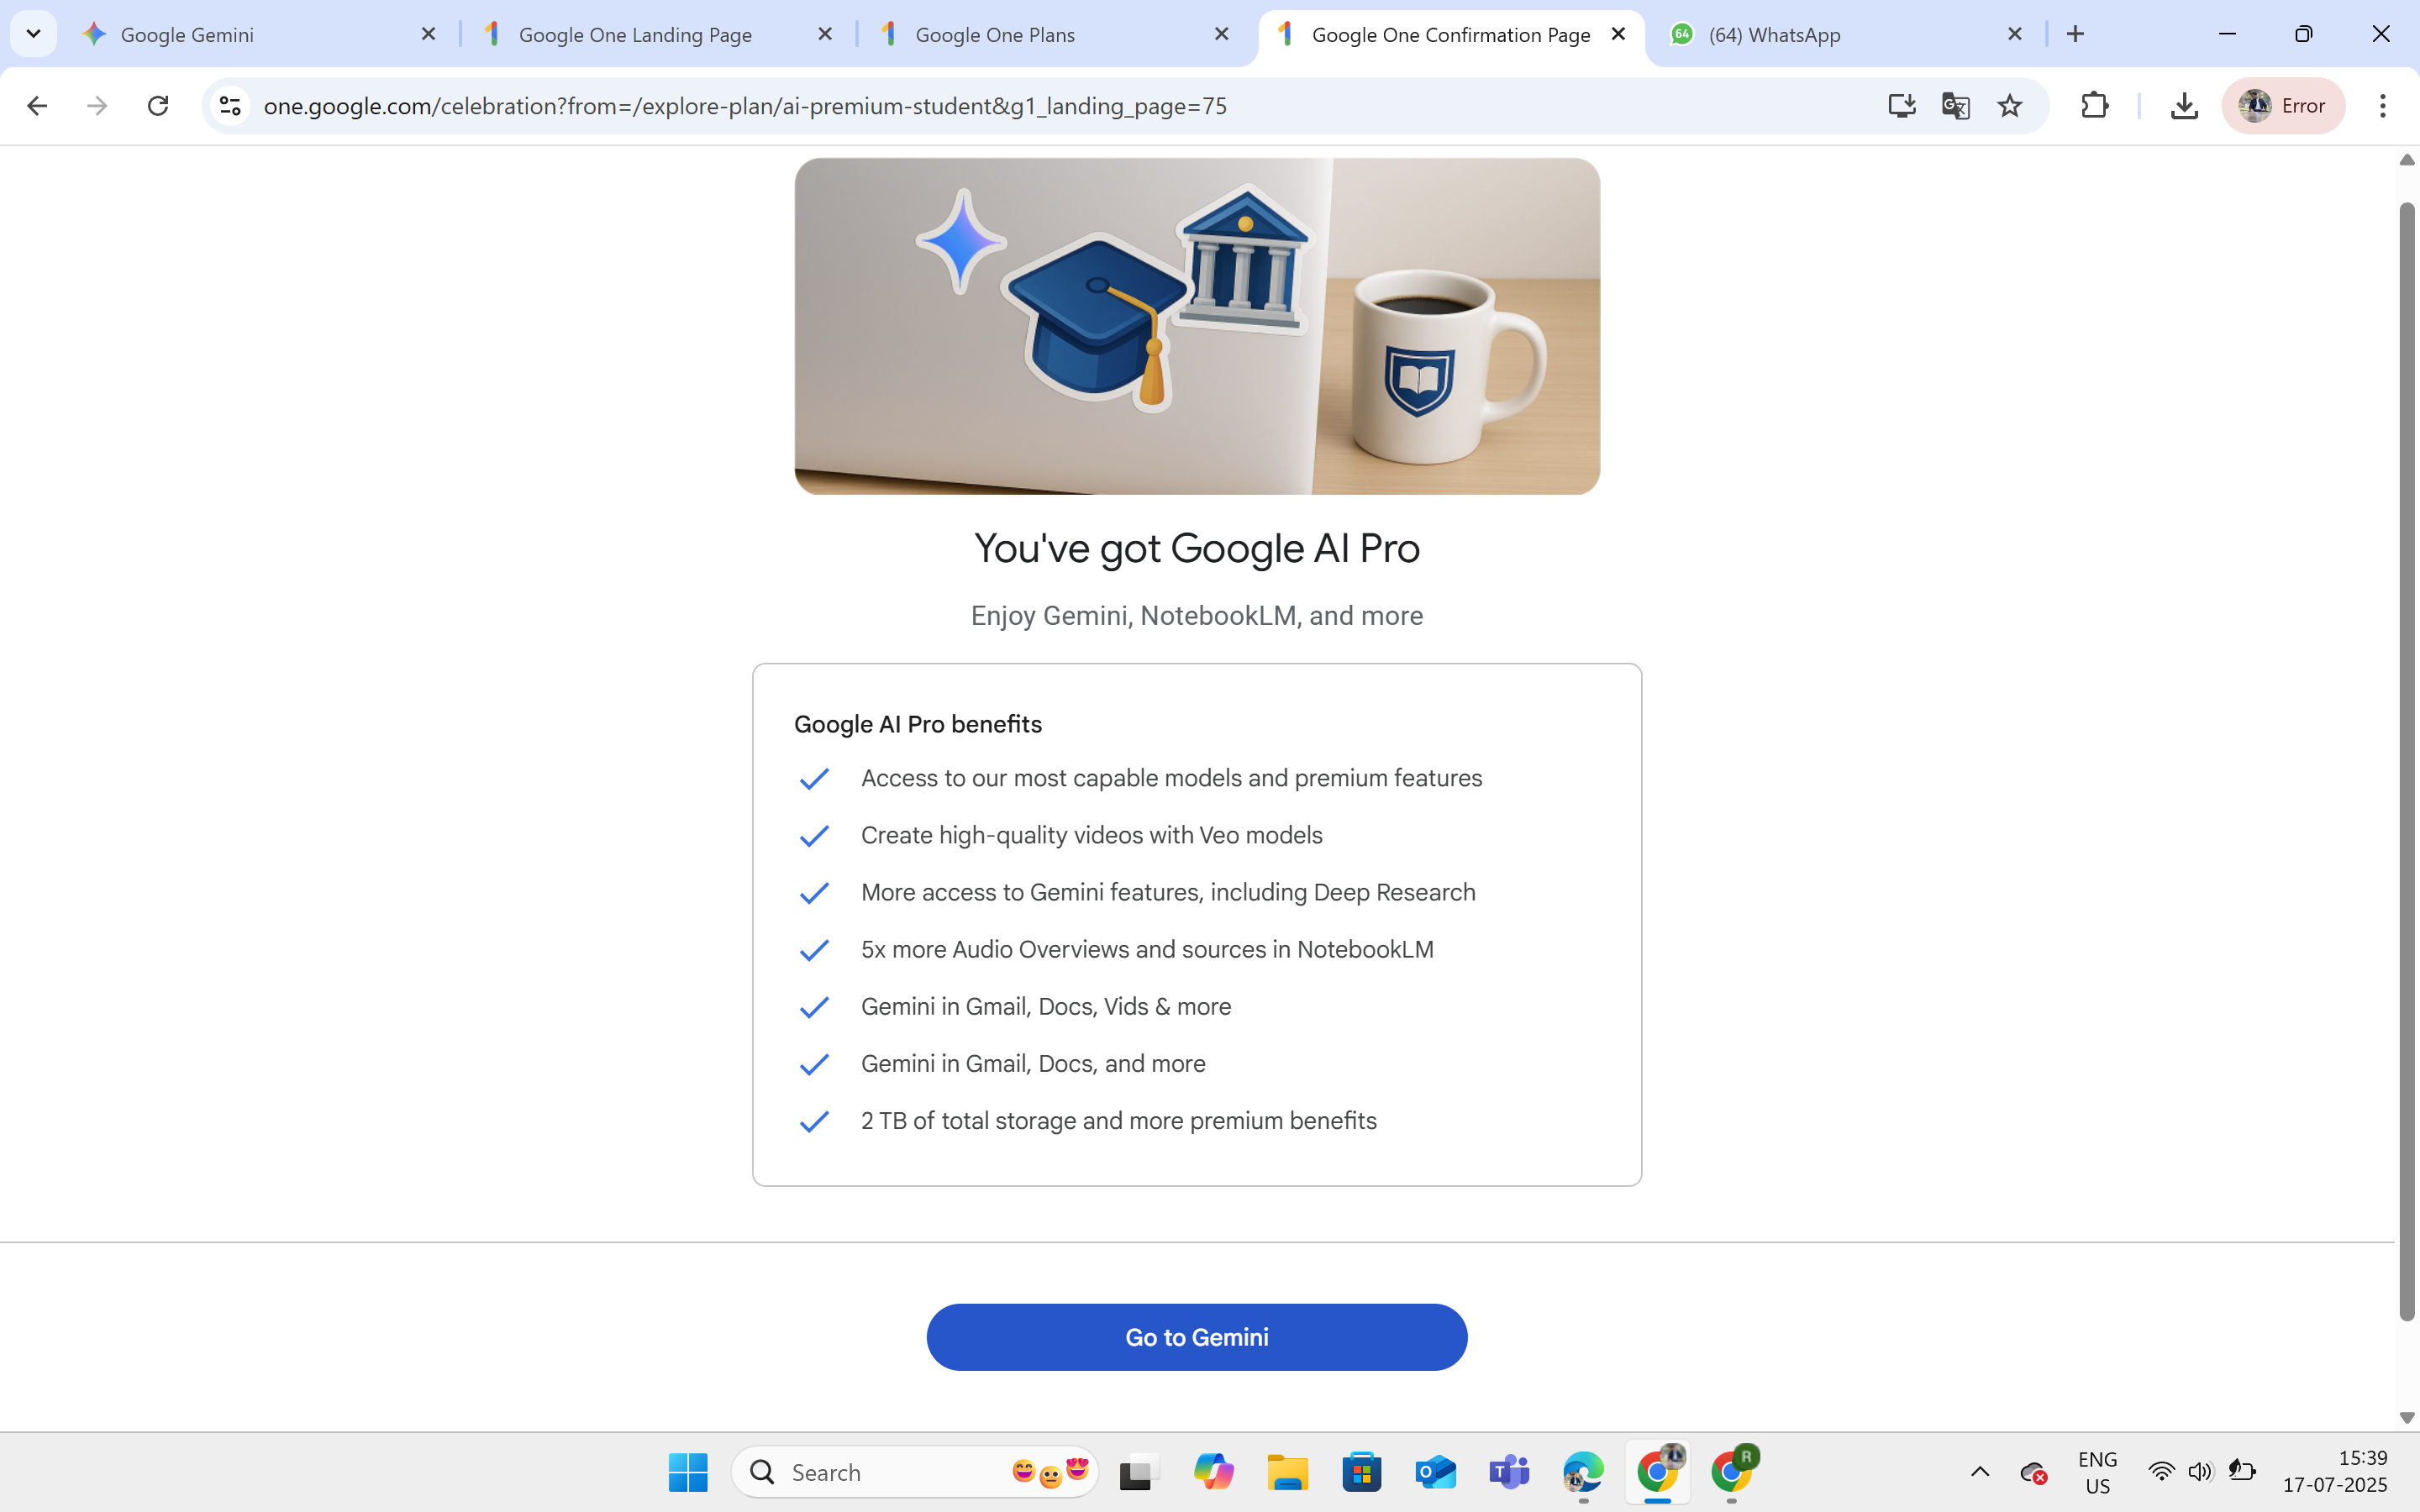 Google Gemini
Google One Landing Page
Google One Plans
Google One Confirmation Page
64
(64) WhatsApp
one.google.com/celebration?from=/explore-plan/ai-premium-student&g1_landing_page=75
Error
You've got Google AI Pro
Enjoy Gemini, NotebookLM, and more
Google AI Pro benefits
Access to our most capable models and premium features
Create high-quality videos with Veo models
More access to Gemini features, including Deep Research
5x more Audio Overviews and sources in NotebookLM
Gemini in Gmail, Docs, Vids & more
Gemini in Gmail, Docs, and more
2 TB of total storage and more premium benefits
Go to Gemini
Search
R
ENG
US
15:39
17-07-2025